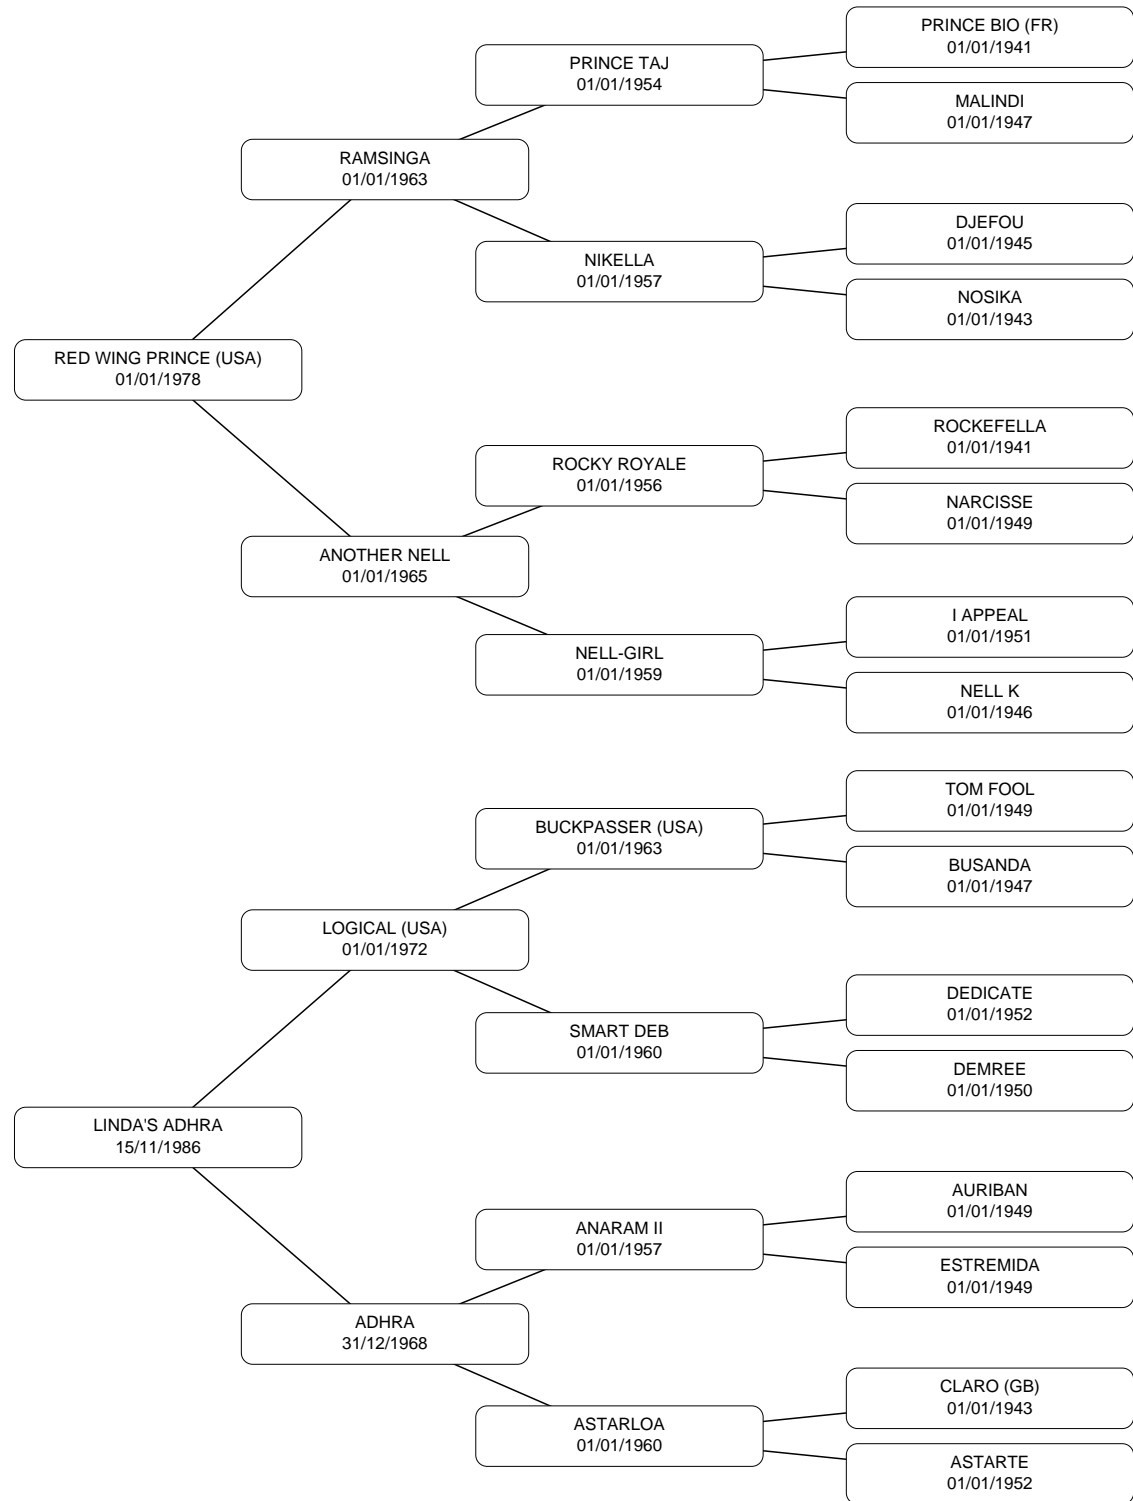 PRINCE BIO (FR)
01/01/1941
PRINCE TAJ
01/01/1954
MALINDI
01/01/1947
RAMSINGA
01/01/1963
DJEFOU
01/01/1945
NIKELLA
01/01/1957
NOSIKA
01/01/1943
RED WING PRINCE (USA)
01/01/1978
ROCKEFELLA
01/01/1941
ROCKY ROYALE
01/01/1956
NARCISSE
01/01/1949
ANOTHER NELL
01/01/1965
I APPEAL
01/01/1951
NELL-GIRL
01/01/1959
NELL K
01/01/1946
TOM FOOL
01/01/1949
BUCKPASSER (USA)
01/01/1963
BUSANDA
01/01/1947
LOGICAL (USA)
01/01/1972
DEDICATE
01/01/1952
SMART DEB
01/01/1960
DEMREE
01/01/1950
LINDA'S ADHRA
15/11/1986
AURIBAN
01/01/1949
ANARAM II
01/01/1957
ESTREMIDA
01/01/1949
ADHRA
31/12/1968
CLARO (GB)
01/01/1943
ASTARLOA
01/01/1960
ASTARTE
01/01/1952